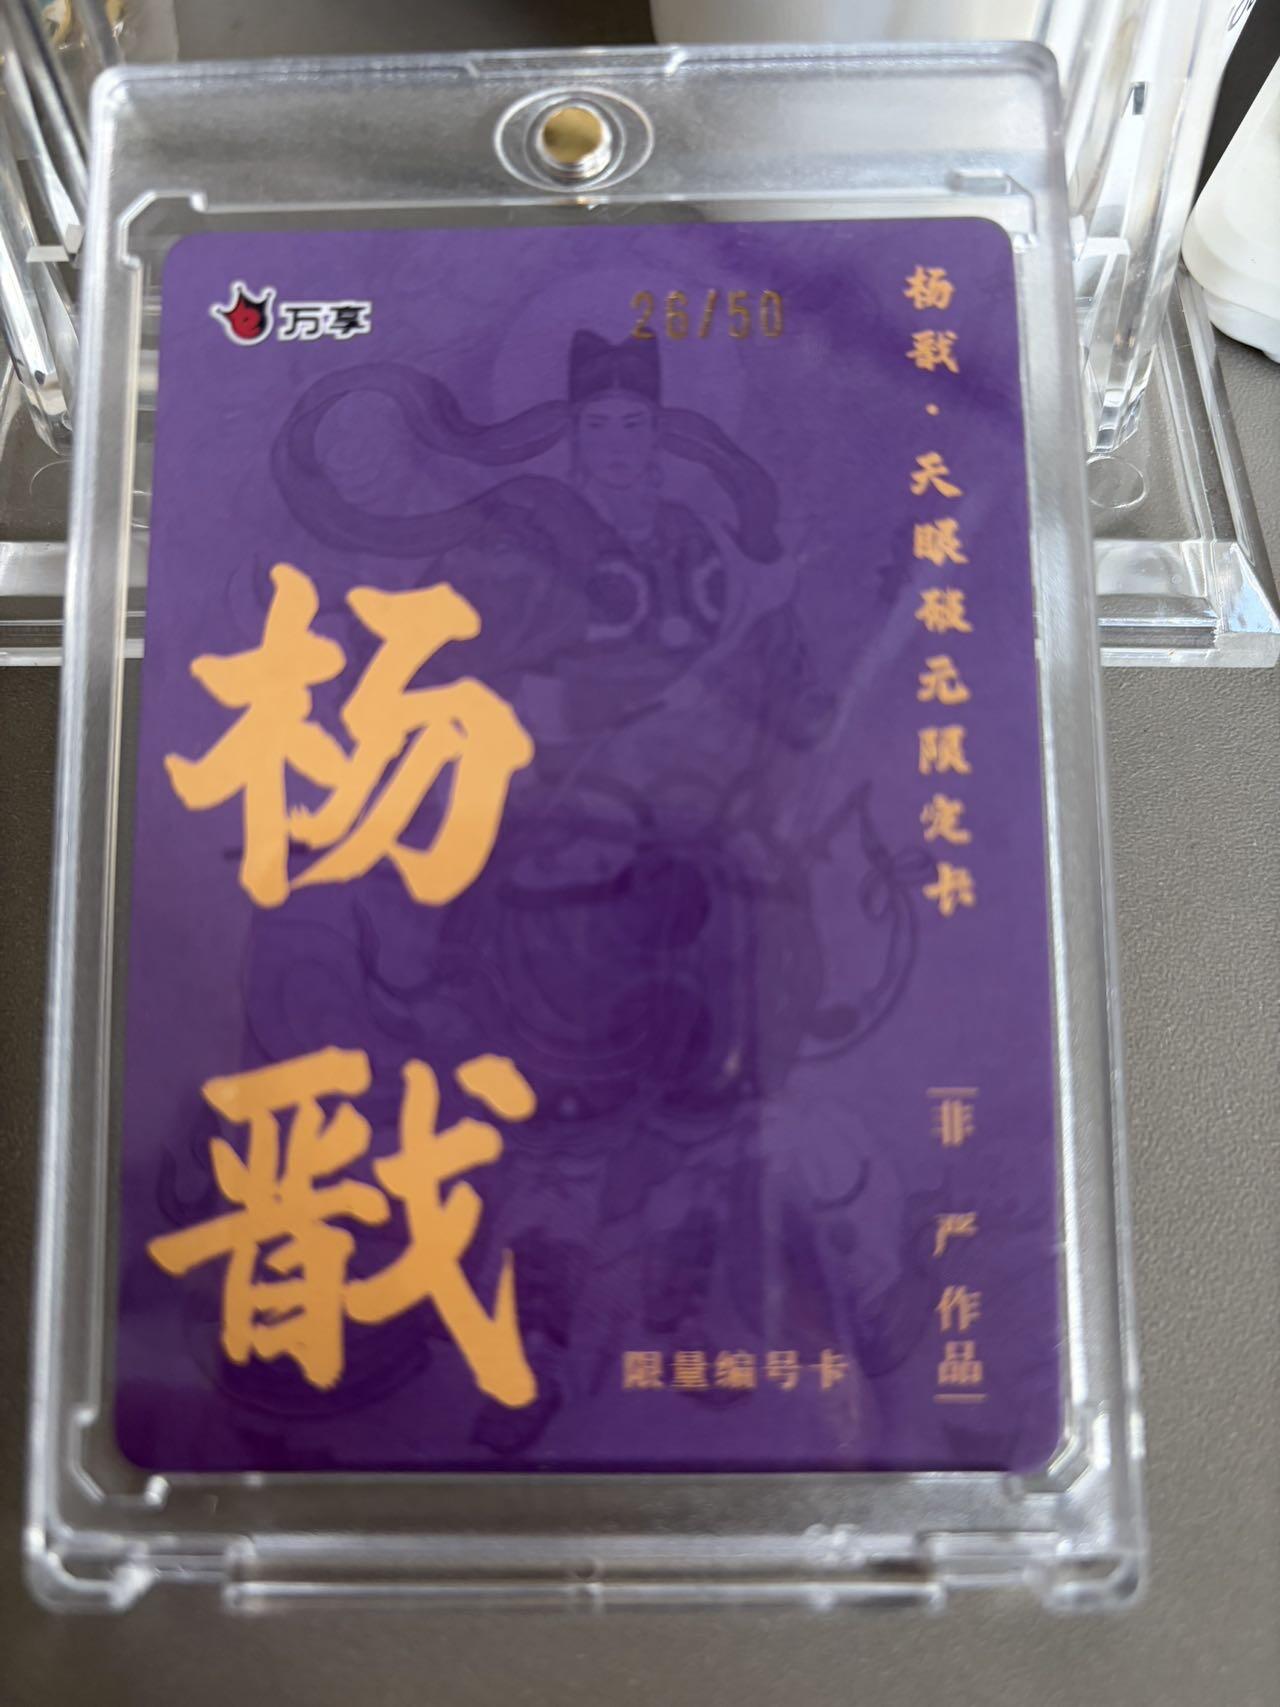 万享
26/50
杨戬·天眼破元限定卡
杨戬
非严作品
限量编号卡